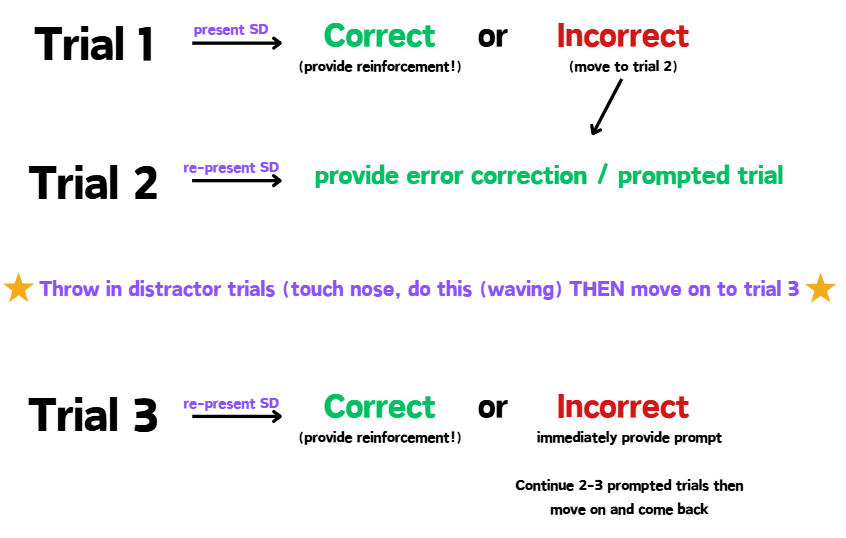 Trial 1 present SD Correct or Incorrect
(provide reinforcement!) (move to trial 2)
Trial 2 re-present SD provide error correction / prompted trial
Throw in distractor trials (touch nose, do this (waving) THEN move on to trial 3
Trial 3 re-present SD Correct or Incorrect
(provide reinforcement!) immediately provide prompt
Continue 2-3 prompted trials then
move on and come back